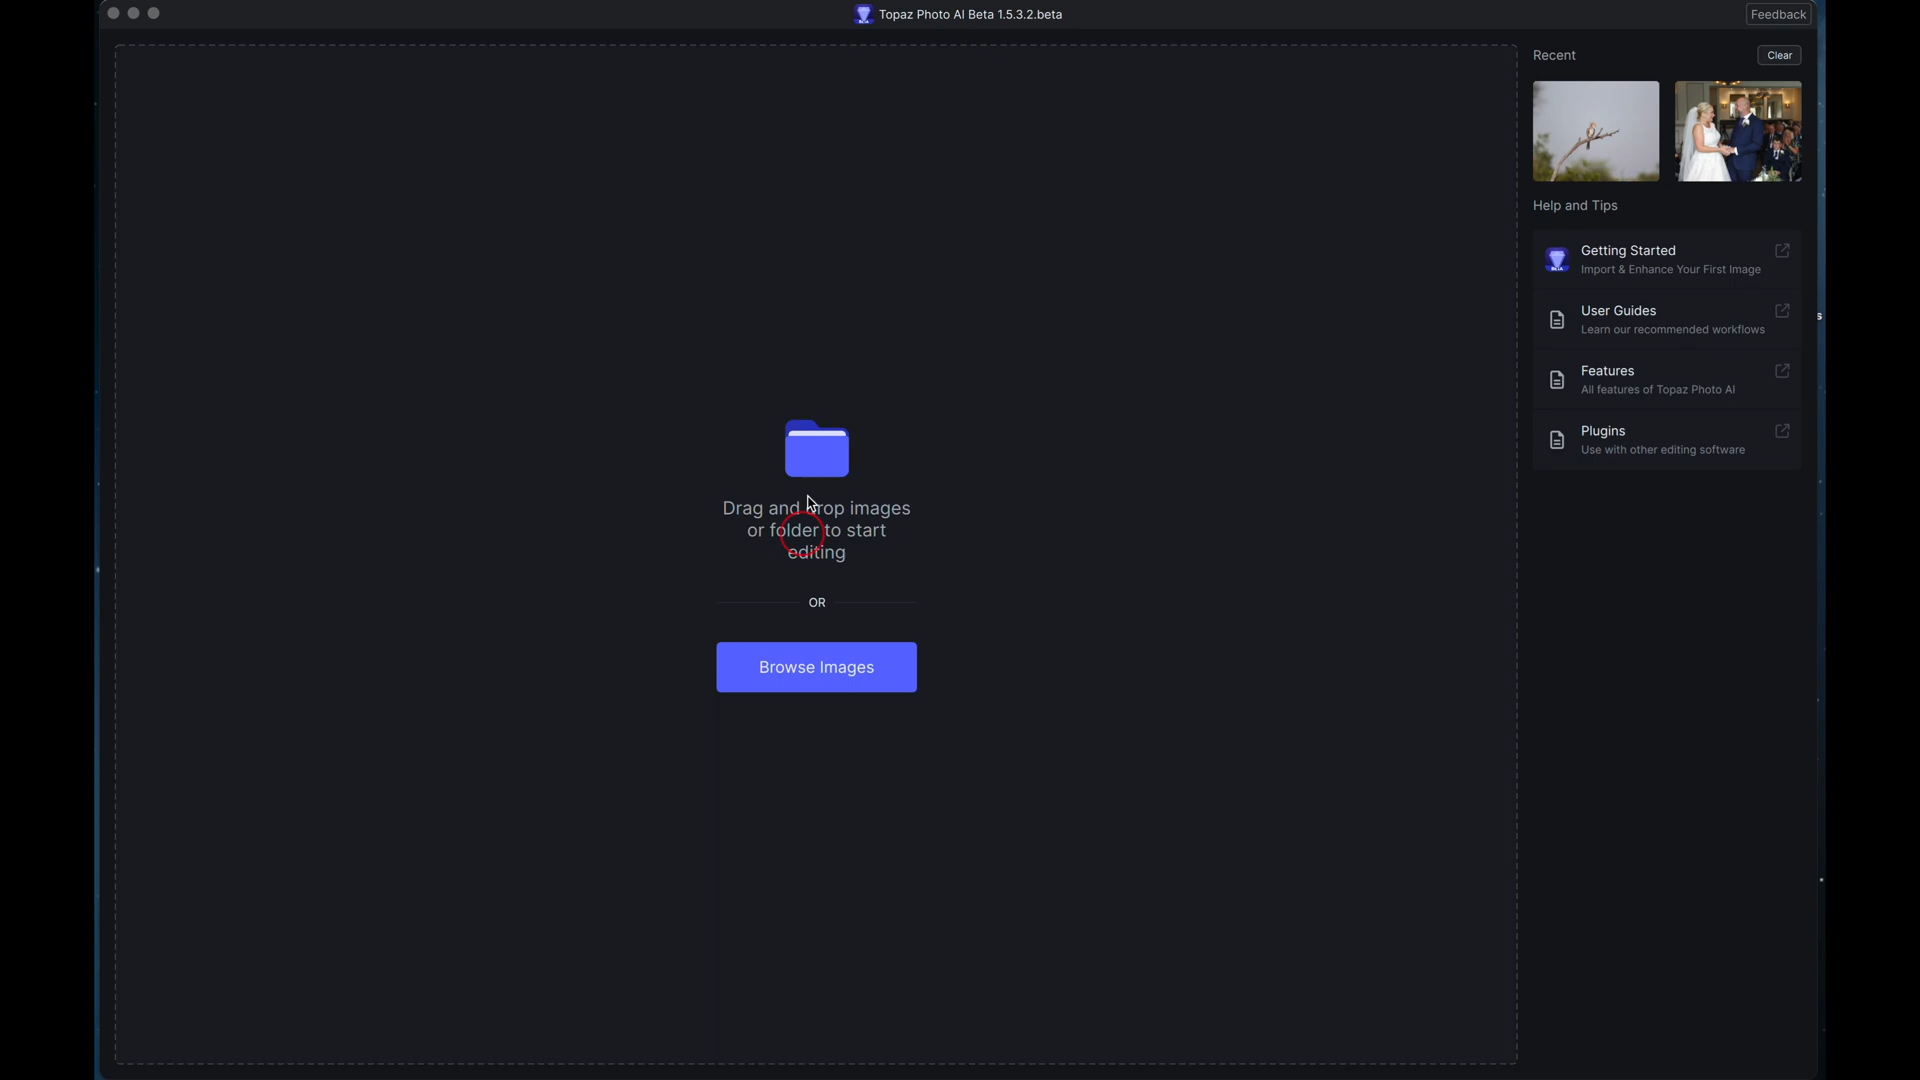 Topaz Photo AI Beta 1.5.3.2.beta
Feedback
Recent
Clear
Help and Tips
Getting Started
Import & Enhance Your First Image
User Guides
Learn our recommended workflows
Features
All features of Topaz Photo AI
Plugins
Use with other editing software
Drag and drop images
or folder to start
editing
OR
Browse Images